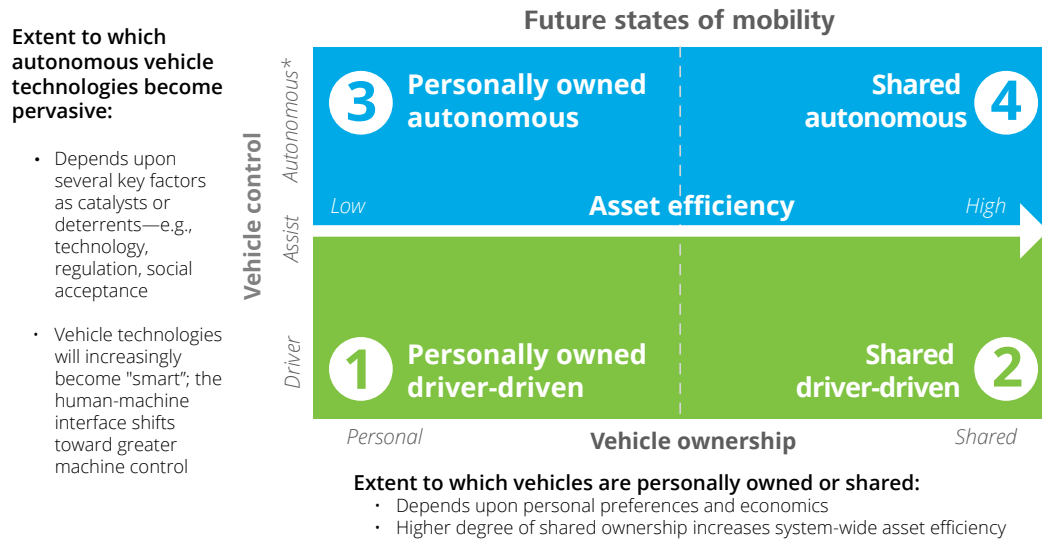 Future states of mobility
Extent to which
autonomous vehicle
technologies become
pervasive:
• Depends upon
several key factors
as catalysts or
deterrents—e.g.,
technology,
regulation, social
acceptance
• Vehicle technologies
will increasingly
become "smart”; the
human-machine
interface shifts
toward greater
machine control
Vehicle control
Autonomous*
Assist
Driver
3
Personally owned
autonomous
Shared
autonomous
4
Low
Asset efficiency
High
1
Personally owned
driver-driven
Shared
driver-driven
2
Personal
Vehicle ownership
Shared
Extent to which vehicles are personally owned or shared:
• Depends upon personal preferences and economics
• Higher degree of shared ownership increases system-wide asset efficiency